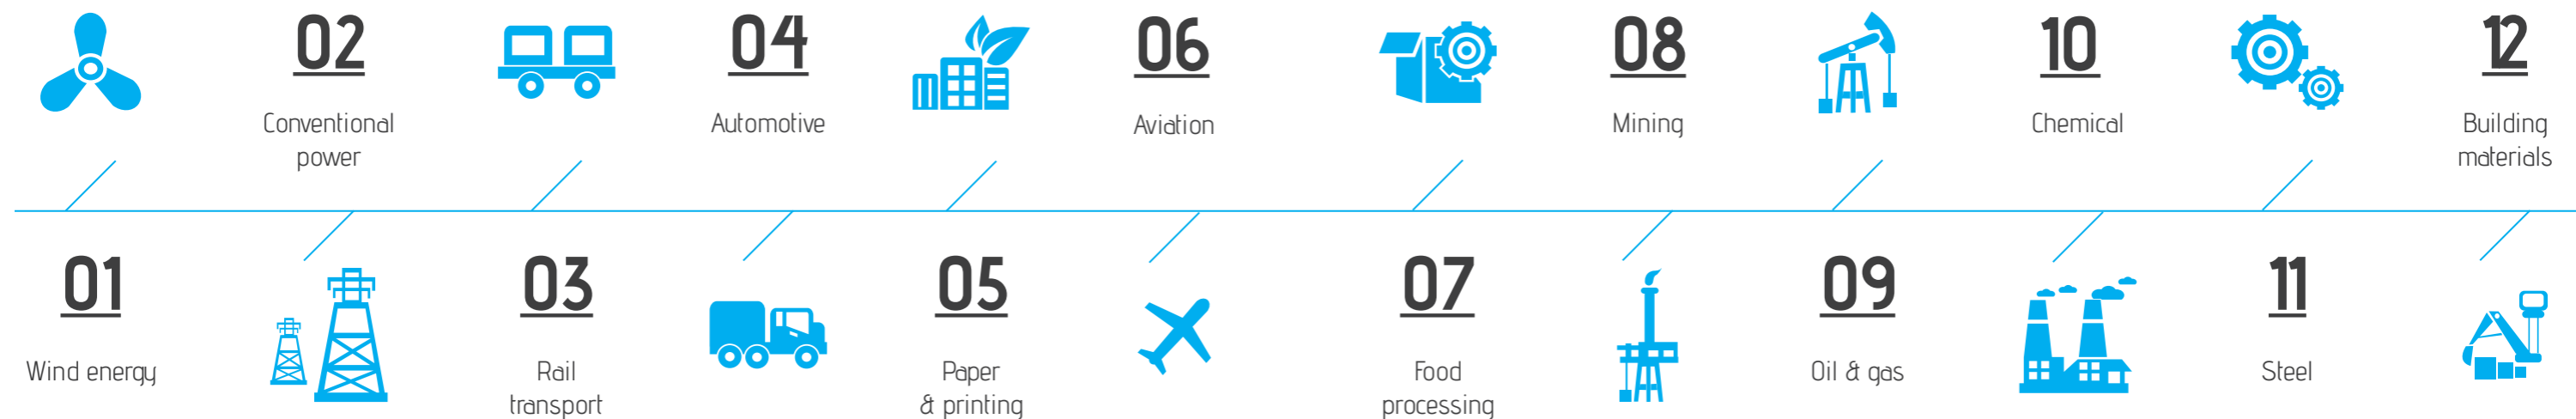 01
Wind energy
02
Conventional
power
03
Rail
transport
04
Automotive
05
Paper
& printing
06
Aviation
07
Food
processing
08
Mining
09
Oil & gas
10
Chemical
11
Steel
12
Building
materials